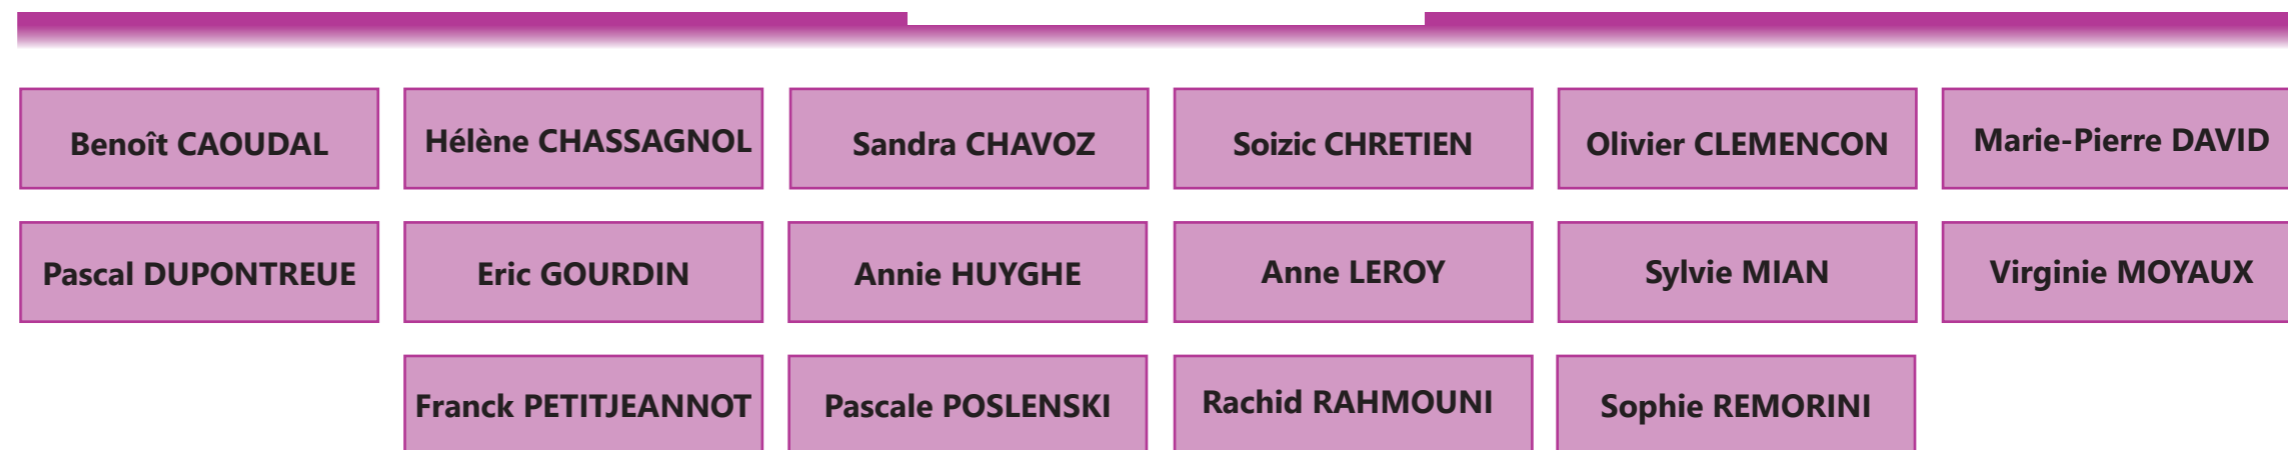 Benoît CAOUDAL
Hélène CHASSAGNOL
Sandra CHAVOZ
Soizic CHRETIEN
Olivier CLEMENCON
Marie-Pierre DAVID
Pascal DUPONTREUE
Eric GOURDIN
Annie HUYGHE
Anne LEROY
Sylvie MIAN
Virginie MOYAUX
Franck PETITJEANNOT
Pascale POSLENSKI
Rachid RAHMOUNI
Sophie REMORINI